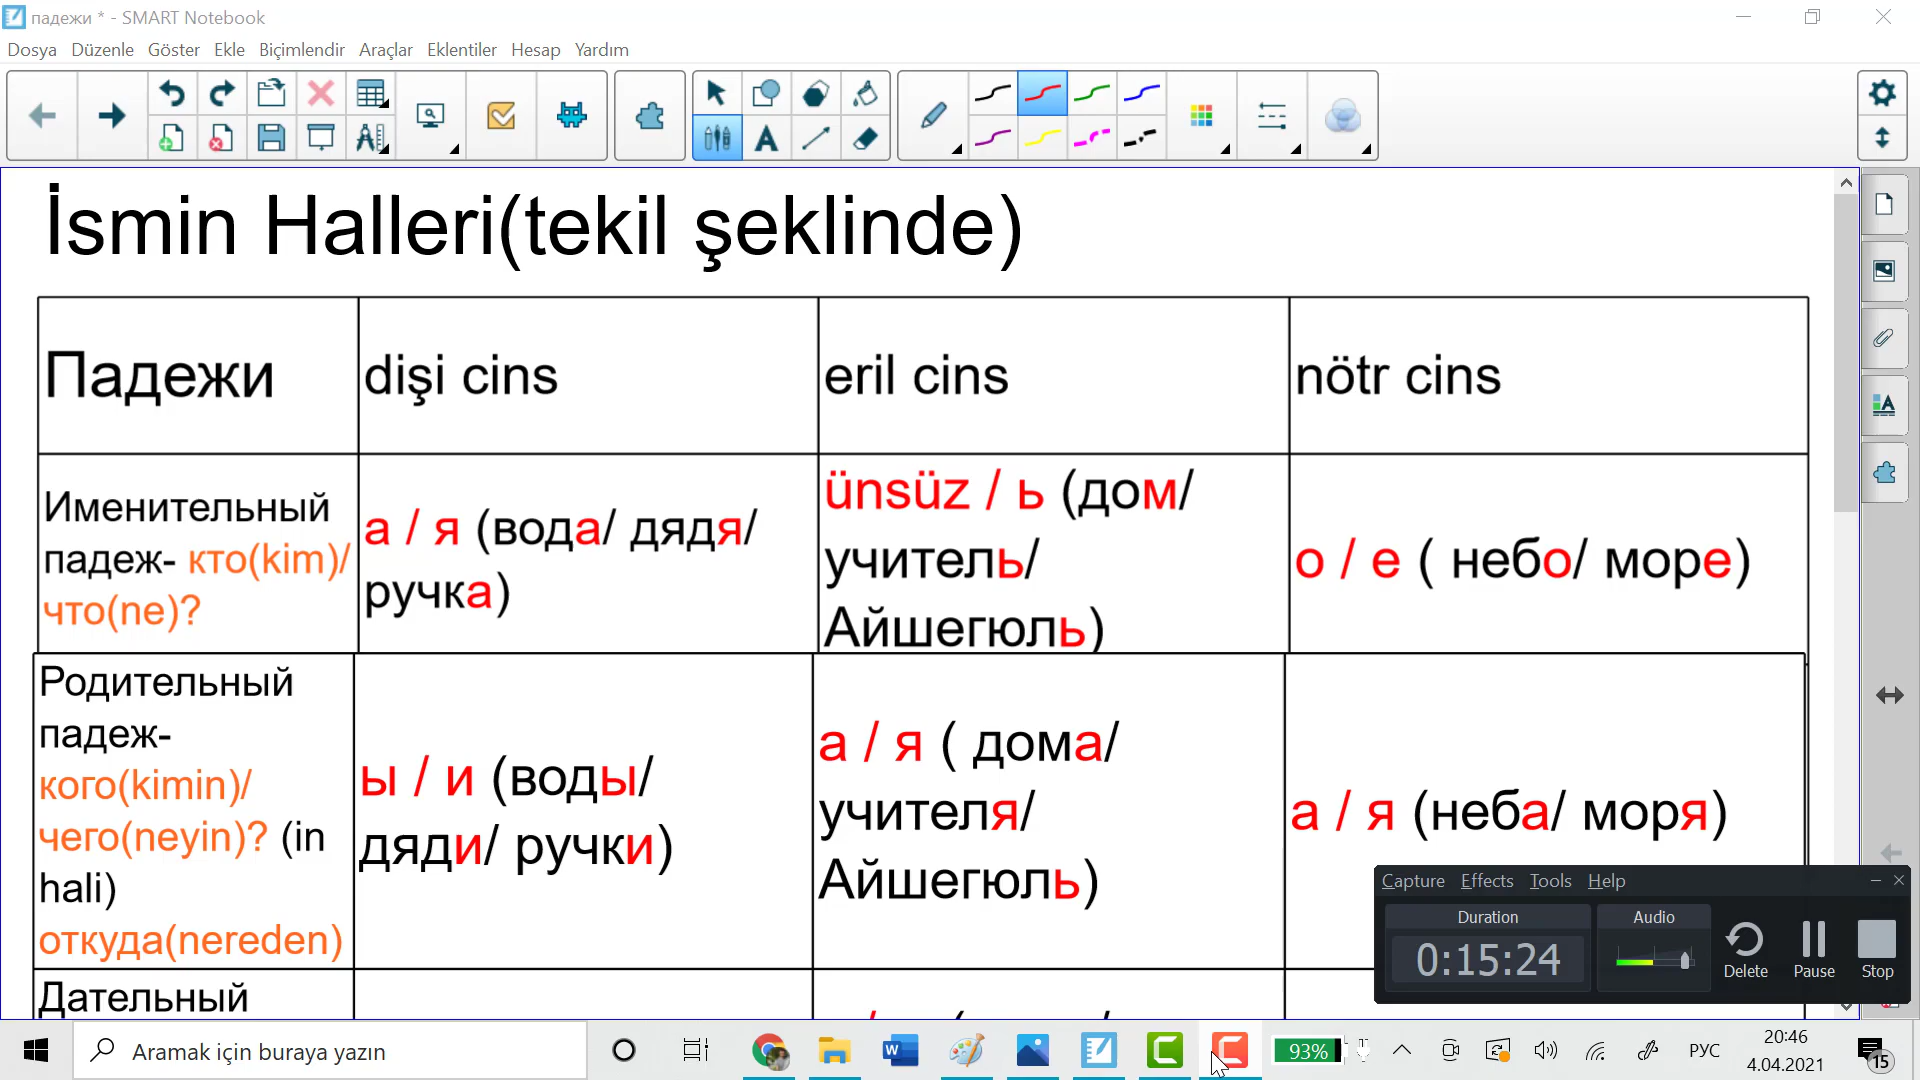 падежи * - SMART Notebook
Dosya Düzenle Göster Ekle Biçimlendir Araçlar Eklentiler Hesap Yardım
İsmin Halleri(tekil şeklinde)
Падежи
dişi cins
eril cins
nötr cins
Именительный
падеж- кто(kim)/
что(ne)?
а / я (вода/ дядя/
ручка)
ünsüz / ь (дом/
учитель/
Айшегюль)
о / е ( небо/ море)
Родительный
падеж-
кого(kimin)/
чего(neyin)? (in
hali)
откуда(nereden)
ы / и (воды/
дяди/ ручки)
а / я ( дома/
учителя/
Айшегюль)
а / я (неба/ моря)
Дательный
Capture Effects Tools Help
Duration
0:15:24
Audio
Delete
Pause
Stop
Aramak için buraya yazın
93%
РУС
20:46
4.04.2021
15